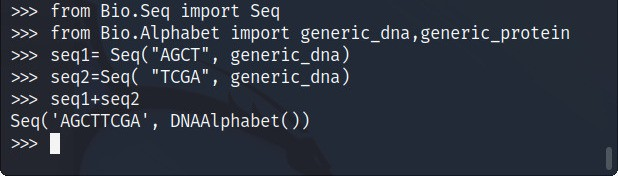 >>> from Bio.Seq import Seq
>>> from Bio.Alphabet import generic_dna,generic_protein
>>> seq1= Seq("AGCT", generic_dna)
>>> seq2=Seq( "TCGA", generic_dna)
>>> seq1+seq2
Seq('AGCTTCGA', DNAAlphabet())
>>>